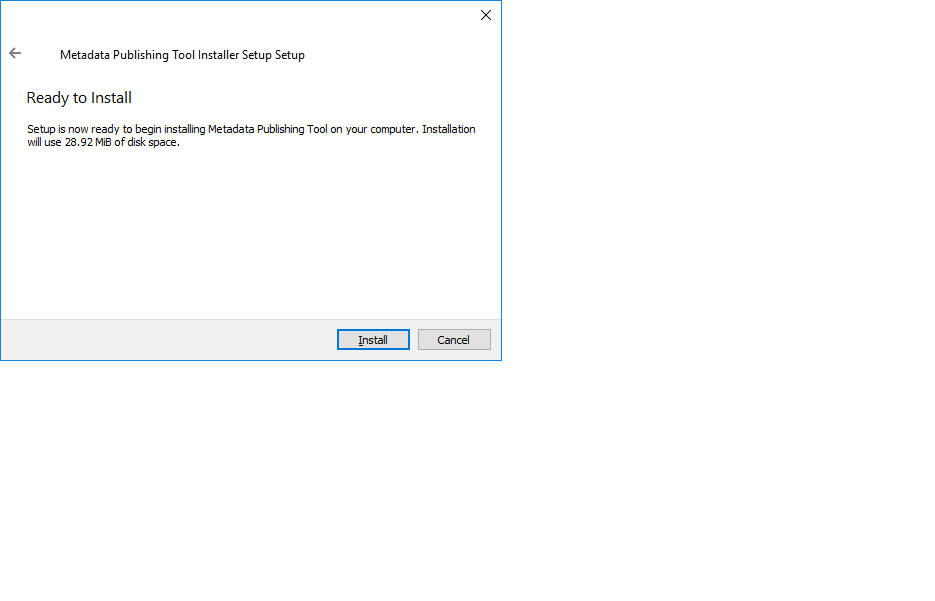 Metadata Publishing Tool Installer Setup Setup
Ready to Install
Setup is now ready to begin installing Metadata Publishing Tool on your computer. Installation
will use 28.92 MiB of disk space.
Install
Cancel